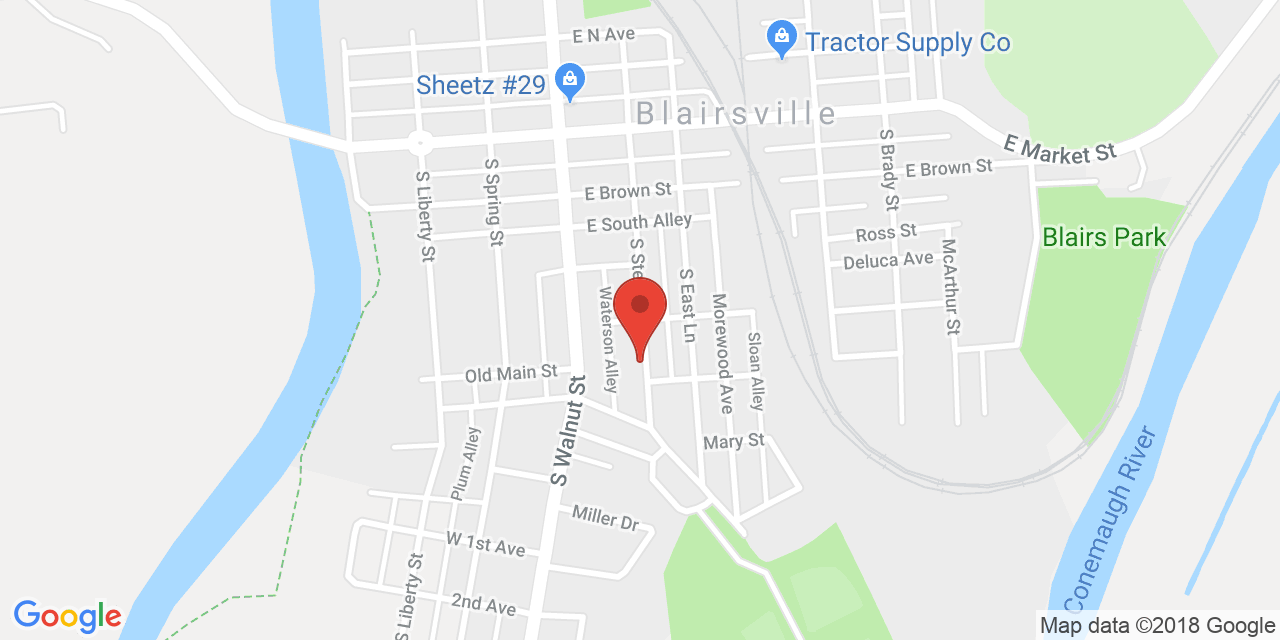 E N Ave
Tractor Supply Co
Sheetz #29
Blairsville
E Market St
S Brady St
E Brown St
S Liberty St
S Spring St
E Brown St
E South Alley
S Ste
Ross St
Blairs Park
Deluca Ave
McArthur St
S East Ln
Waterson Alley
Morewood Ave
Sloan Alley
Old Main St
S Walnut St
Mary St
Plum Alley
Conemaugh River
Miller Dr
W 1st Ave
S Liberty St
2nd Ave
Google
Map data ©2018 Google